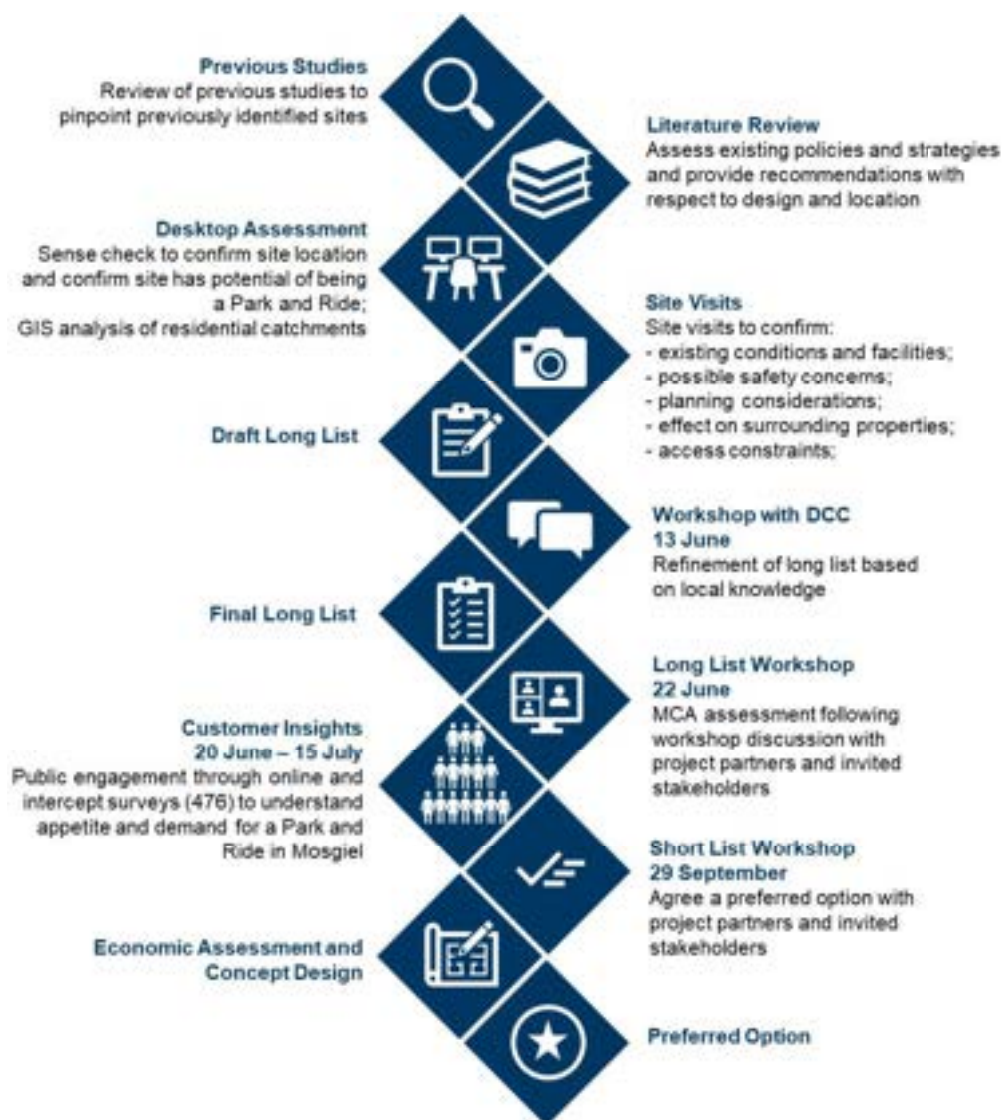 Previous Studies
Review of previous studies to
pinpoint previously identified sites
Literature Review
Assess existing policies and strategies
and provide recommendations with
respect to design and location
Desktop Assessment
Sense check to confirm site location
and confirm site has potential of being
a Park and Ride;
GIS analysis of residential catchments
Site Visits
Site visits to confirm:
- existing conditions and facilities;
- possible safety concerns;
- planning considerations;
- effect on surrounding properties;
- access constraints;
Draft Long List
Workshop with DCC
13 June
Refinement of long list based
on local knowledge
Final Long List
Long List Workshop
22 June
MCA assessment following
workshop discussion with
project partners and invited
stakeholders
Customer Insights
20 June – 15 July
Public engagement through online and
intercept surveys (476) to understand
appetite and demand for a Park and
Ride in Mosgiel
Short List Workshop
29 September
Agree a preferred option with
project partners and invited
stakeholders
Economic Assessment and
Concept Design
Preferred Option